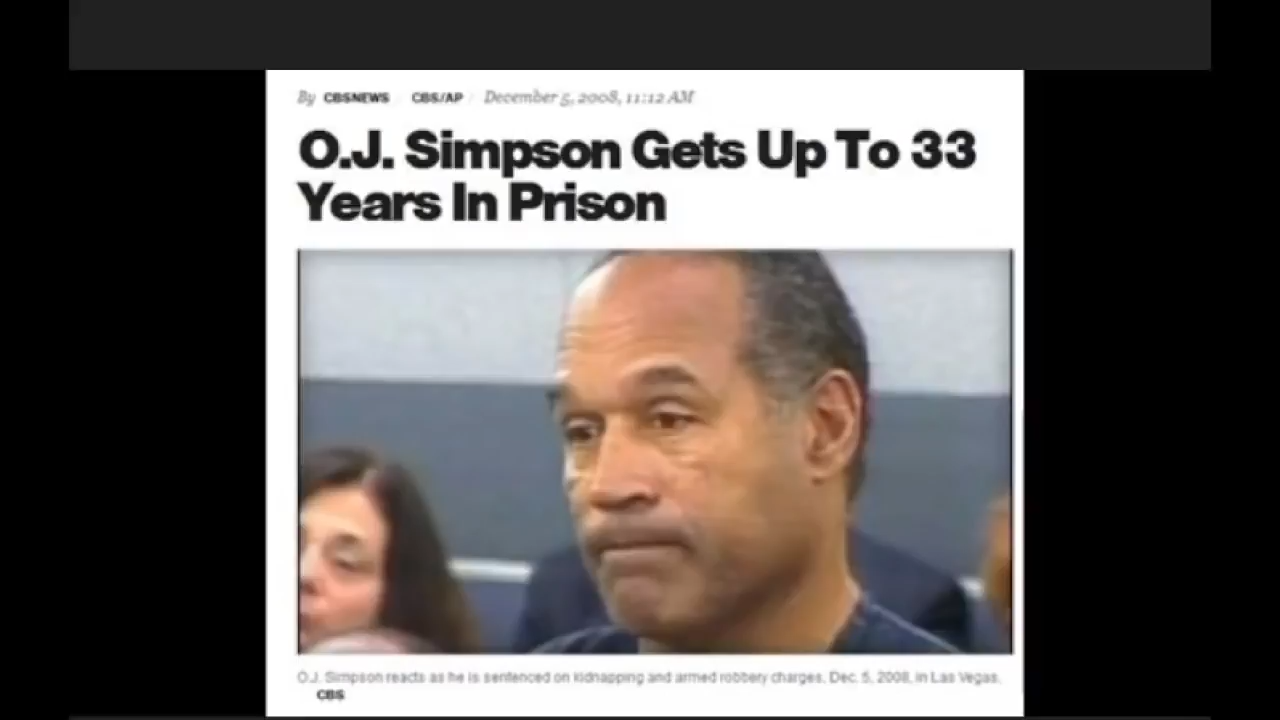 By CBSNEWS / CBS/AP / December 5, 2008, 11:12 AM
O.J. Simpson Gets Up To 33
Years In Prison
O.J. Simpson reacts as he is sentenced on kidnapping and armed robbery charges, Dec. 5, 2008, in Las Vegas.
CBS